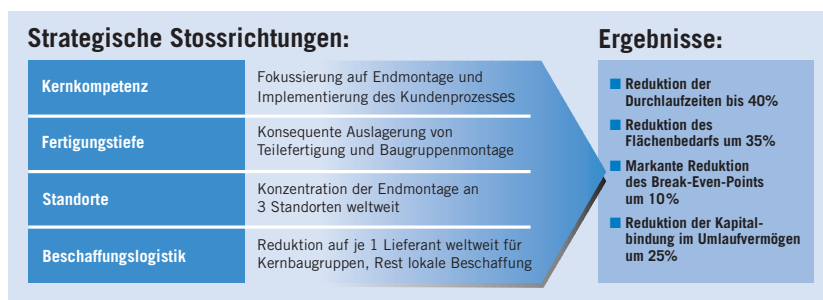 Strategische Stossrichtungen:
Kernkompetenz
Fokussierung auf Endmontage und
Implementierung des Kundenprozesses
Fertigungstiefe
Konsequente Auslagerung von
Teilefertigung und Baugruppenmontage
Standorte
Konzentration der Endmontage an
3 Standorten weltweit
Beschaffungslogistik
Reduktion auf je 1 Lieferant weltweit für
Kernbaugruppen, Rest lokale Beschaffung
Ergebnisse:
Reduktion der
Durchlaufzeiten bis 40%
Reduktion des
Flächenbedarfs um 35%
Markante Reduktion
des Break-Even-Points
um 10%
Reduktion der Kapital-
bindung im Umlaufvermögen
um 25%